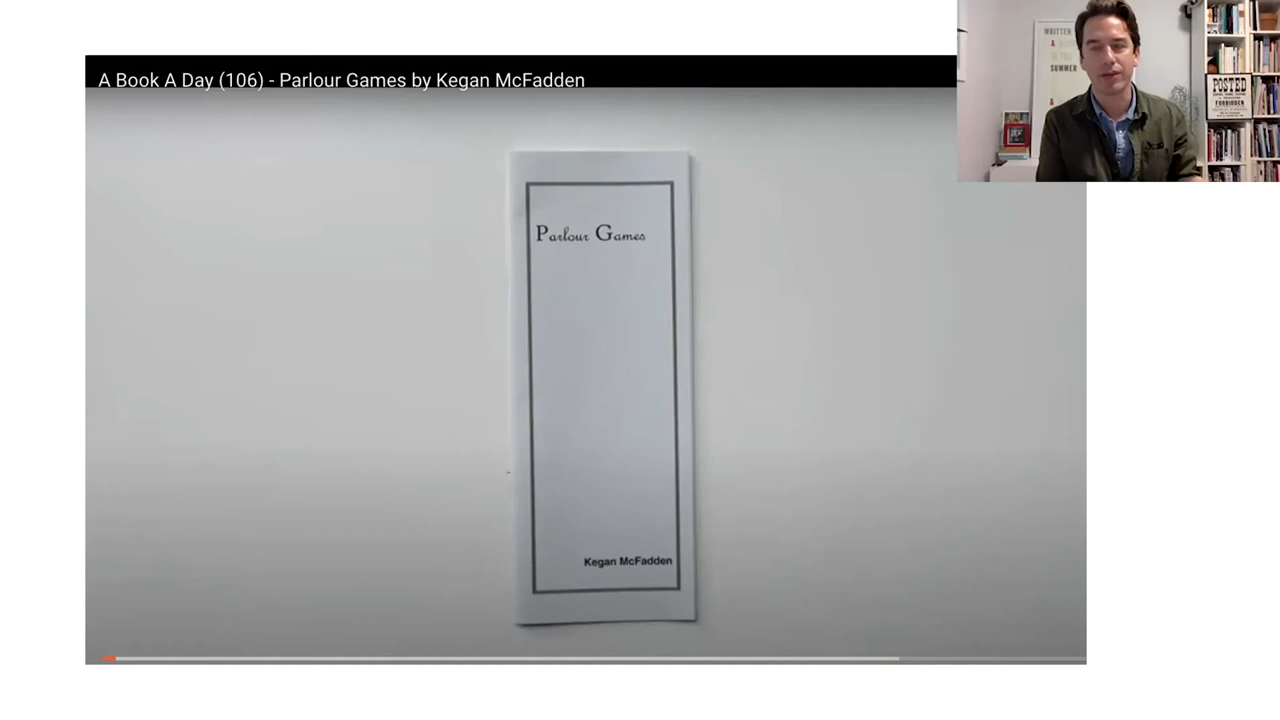 A Book A Day (106) - Parlour Games by Kegan McFadden
Parlour Games
Kegan McFadden
WRITTEN
SUMMER
POSTED
FORBIDDEN